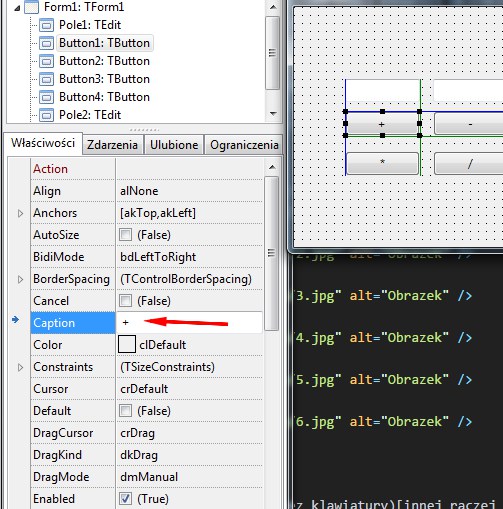 Form1: TForm1
Pole1: TEdit
Button1: TButton
Button2: TButton
Button3: TButton
Button4: TButton
Pole2: TEdit
Właściwości Zdarzenia Ulubione Ograniczenia
Action
Align alNone
Anchors [akTop,akLeft]
AutoSize (False)
BidiMode bdLeftToRight
BorderSpacing (TControlBorderSpacing)
Cancel (False)
Caption +
Color clDefault
Constraints (TSizeConstraints)
Cursor crDefault
Default (False)
DragCursor crDrag
DragKind dkDrag
DragMode dmManual
Enabled (True)
+ -
* /
/2.jpg" alt="Obrazek" />
/3.jpg" alt="Obrazek" />
/4.jpg" alt="Obrazek" />
/5.jpg" alt="Obrazek" />
/6.jpg" alt="Obrazek" />
ez klawiatury)[innej raczej